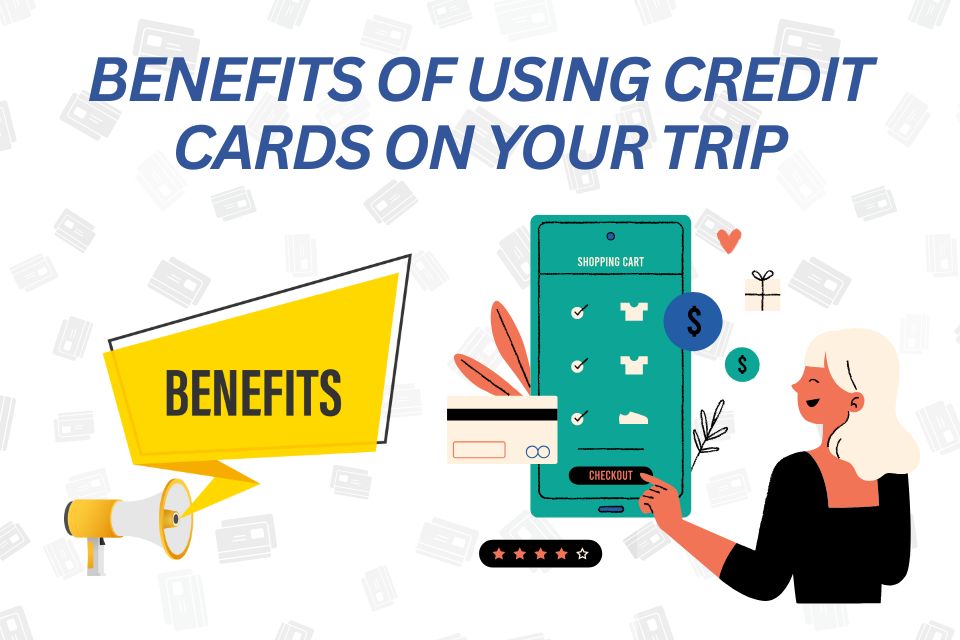 BENEFITS OF USING CREDIT
CARDS ON YOUR TRIP
SHOPPING CART
$
$
BENEFITS
CHECKOUT